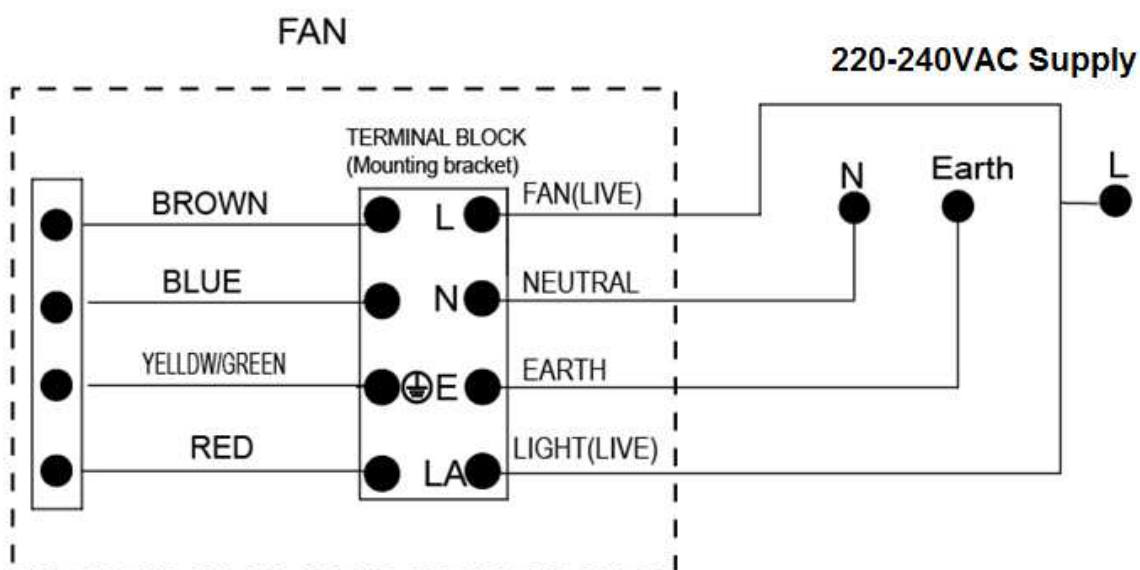 FAN
220-240VAC Supply
TERMINAL BLOCK
(Mounting bracket)
BROWN
L
FAN(LIVE)
N
Earth
L
BLUE
N
NEUTRAL
YELLDW/GREEN
E
EARTH
RED
LA
LIGHT(LIVE)